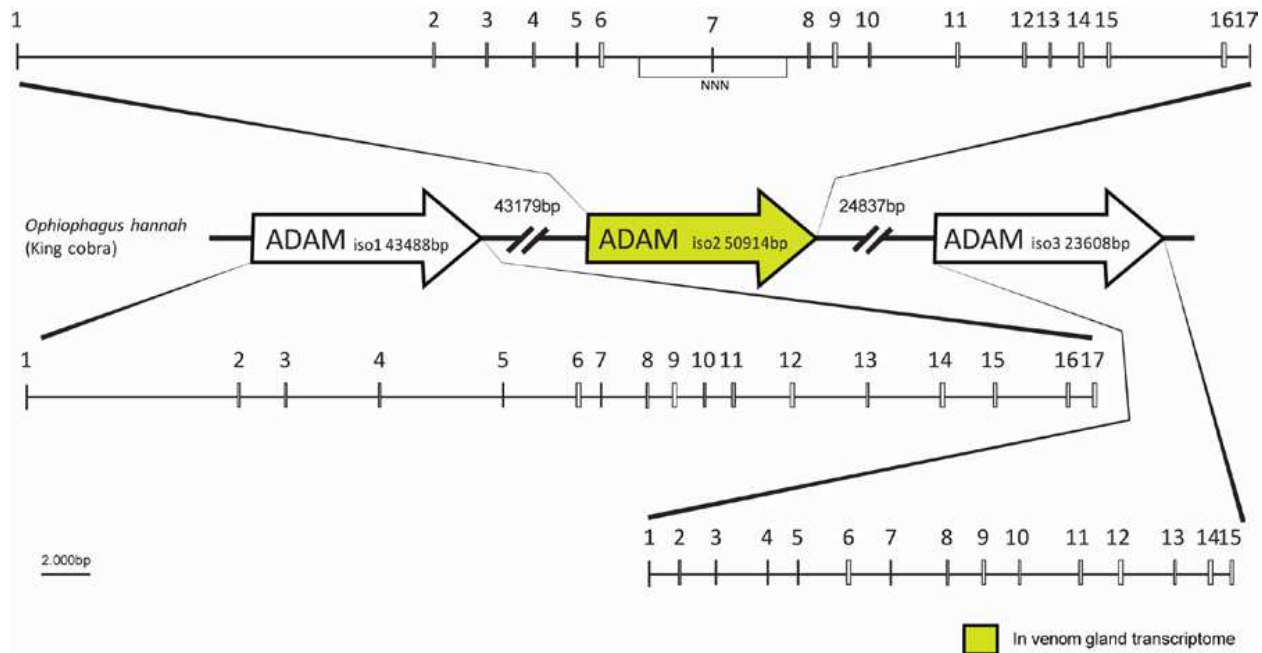 1 2 3 4 5 6 7 8 9 10 11 12 13 14 15 16 17
NNN
Ophiophagus hannah
(King cobra)
ADAM iso1 43488bp
43179bp
ADAM iso2 50914bp
24837bp
ADAM iso3 23608bp
1 2 3 4 5 6 7 8 9 10 11 12 13 14 15 16 17
1 2 3 4 5 6 7 8 9 10 11 12 13 14 15
2.000bp
In venom gland transcriptome